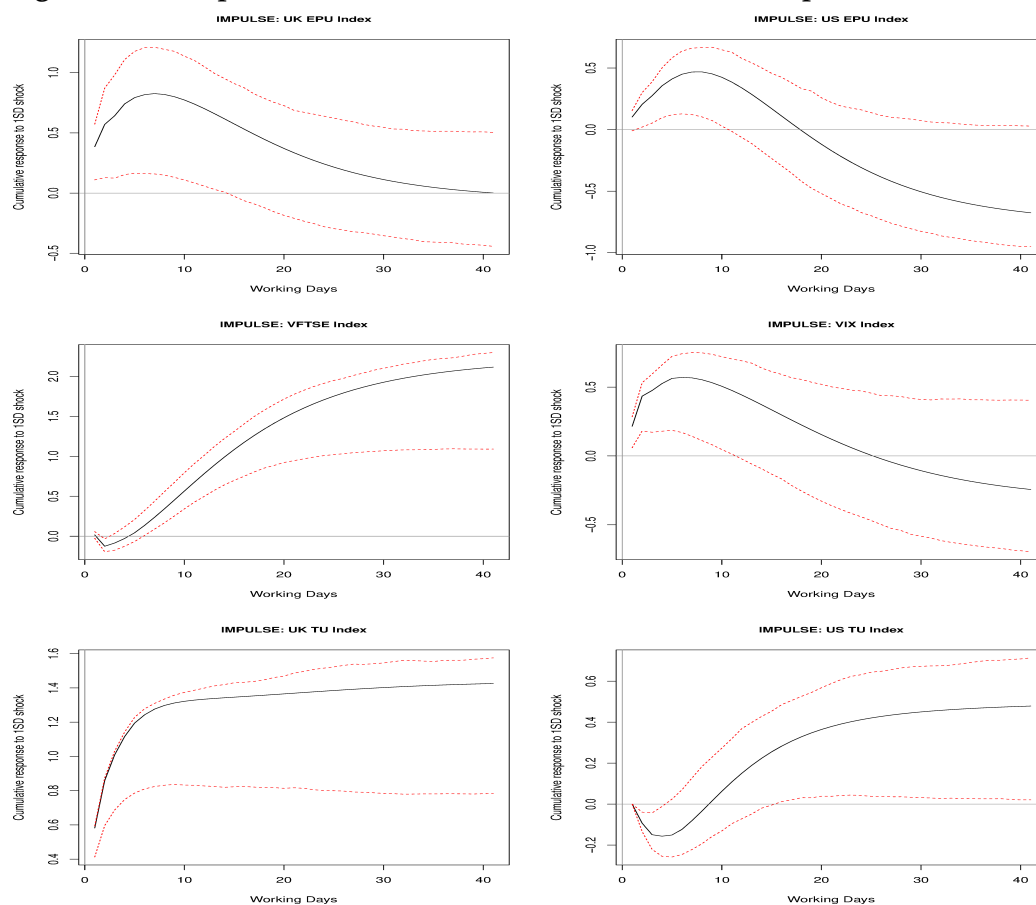 IMPULSE: UK EPU Index
Cumulative response to 1SD shock
1.0
0.5
0.0
−0.5
0 10 20 30 40
Working Days
IMPULSE: US EPU Index
Cumulative response to 1SD shock
0.5
0.0
−0.5
−1.0
0 10 20 30 40
Working Days
IMPULSE: VFTSE Index
Cumulative response to 1SD shock
2.0
1.5
1.0
0.5
0.0
0 10 20 30 40
Working Days
IMPULSE: VIX Index
Cumulative response to 1SD shock
0.5
0.0
−0.5
0 10 20 30 40
Working Days
IMPULSE: UK TU Index
Cumulative response to 1SD shock
1.6
1.4
1.2
1.0
0.8
0.6
0.4
0 10 20 30 40
Working Days
IMPULSE: US TU Index
Cumulative response to 1SD shock
0.6
0.4
0.2
0.0
−0.2
0 10 20 30 40
Working Days